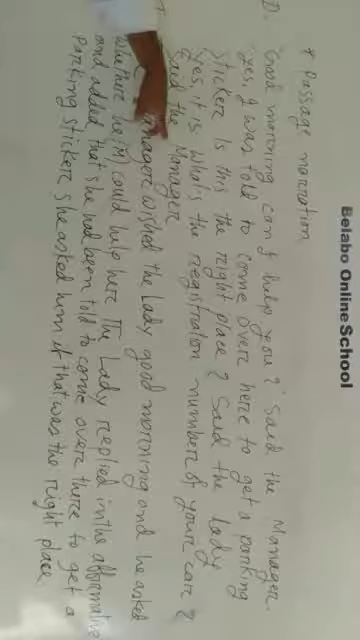 Belabo Online School
* Passage narration
D: "Good morning can I help you? Said the Manager.
"yes, I was told to come over here to get a parking
sticker Is this the right place? Said the lady
yes, it is whats the registration number of your car?
Said the Manager
wished the Lady good morning and he asked
whether he could help her The Lady replied in the affirmative
and added, that she had been told to come over there to get a
parking sticker she asked him if that was the right place